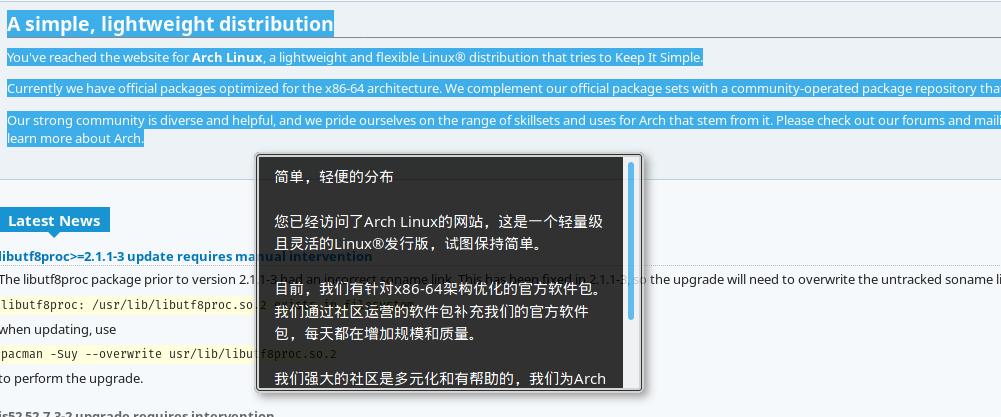 A simple, lightweight distribution
You've reached the website for Arch Linux, a lightweight and flexible Linux® distribution that tries to Keep It Simple.
Currently we have official packages optimized for the x86-64 architecture. We complement our official package sets with a community-operated package repository tha
Our strong community is diverse and helpful, and we pride ourselves on the range of skillsets and uses for Arch that stem from it. Please check out our forums and maili
learn more about Arch.
简单，轻便的分布
您已经访问了Arch Linux的网站，这是一个轻量级
且灵活的Linux®发行版，试图保持简单。
目前，我们有针对x86-64架构优化的官方软件包。
我们通过社区运营的软件包补充我们的官方软件
包，每天都在增加规模和质量。
我们强大的社区是多元化和有帮助的，我们为Arch
Latest News
libutf8proc>=2.1.1-3 update requires manual intervention
The libutf8proc package prior to version 2.1.1-3 had an incorrect soname link. This has been fixed in 2.1.1-3, so the upgrade will need to overwrite the untracked soname li
libutf8proc: /usr/lib/libutf8proc.so.2 exists in filesystem
when updating, use
pacman -Suy --overwrite usr/lib/libutf8proc.so.2
to perform the upgrade.
js52 52.7.3-2 upgrade requires intervention